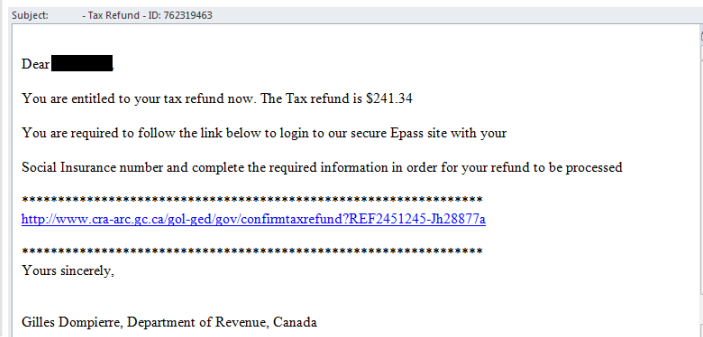 Subject: - Tax Refund - ID: 762319463
Dear ,
You are entitled to your tax refund now. The Tax refund is $241.34
You are required to follow the link below to login to our secure Epass site with your
Social Insurance number and complete the required information in order for your refund to be processed
****************************************************************
http://www.cra-arc.gc.ca/gol-ged/gov/confirmtaxrefund?REF2451245-Jh28877a
****************************************************************
Yours sincerely,
Gilles Dompierre, Department of Revenue, Canada